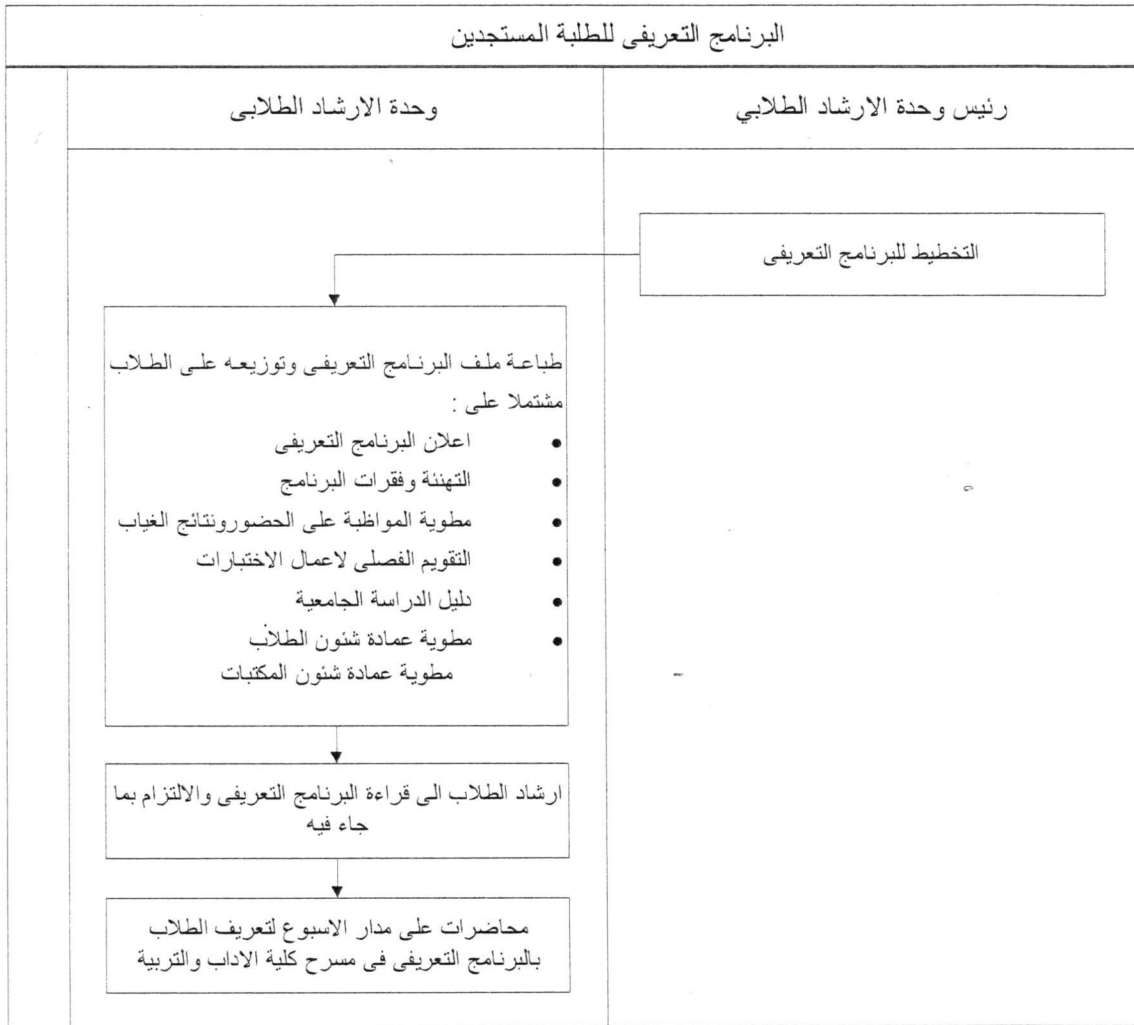 البرنامج التعريفى للطلبة المستجدين
رئيس وحدة الارشاد الطلابي
وحدة الارشاد الطلابى
التخطيط للبرنامج التعريفى
طباعة ملف البرنامج التعريفى وتوزيعه على الطلاب
مشتملا على :
• اعلان البرنامج التعريفى
• التهنئة وفقرات البرنامج
• مطوية المواظبة على الحضورونتائج الغياب
• التقويم الفصلى لاعمال الاختبارات
• دليل الدراسة الجامعية
• مطوية عمادة شئون الطلاب
مطوية عمادة شئون المكتبات
ارشاد الطلاب الى قراءة البرنامج التعريفى والالتزام بما
جاء فيه
محاضرات على مدار الاسبوع لتعريف الطلاب
بالبرنامج التعريفى فى مسرح كلية الاداب والتربية